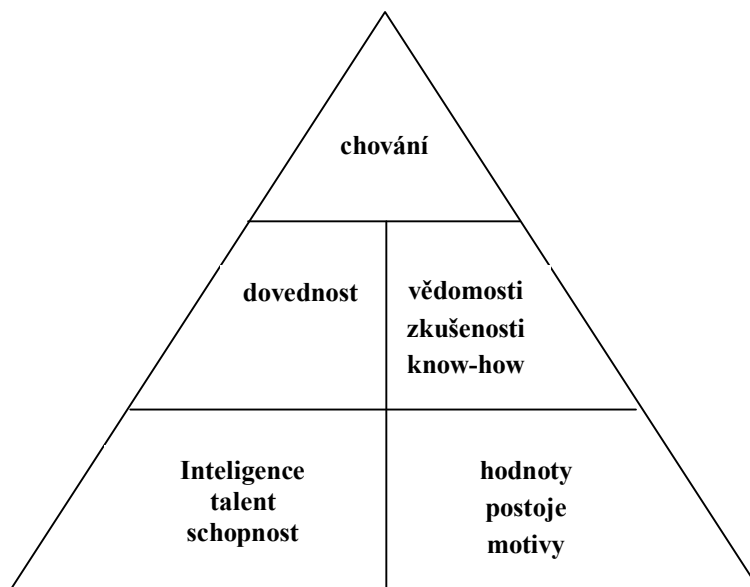 chování
dovednost
vědomosti
zkušenosti
know-how
Inteligence
talent
schopnost
hodnoty
postoje
motivy